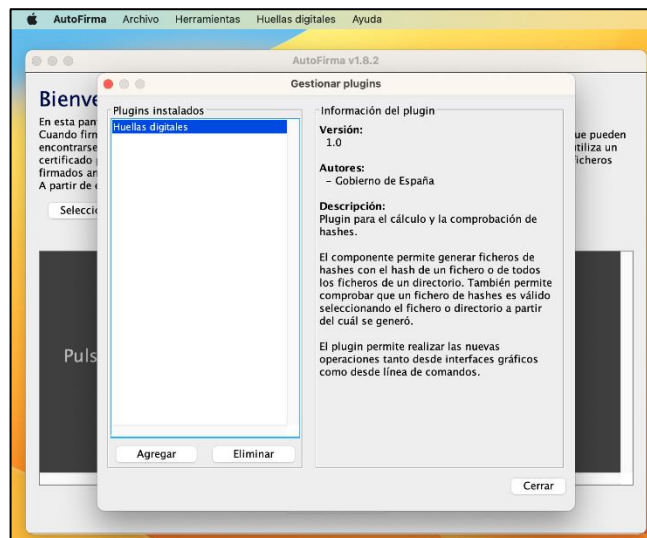 AutoFirma Archivo Herramientas Huellas digitales Ayuda
AutoFirma v1.8.2
Gestionar plugins
Bienve
En esta pan
Cuando firn
encontrarse
certificado
firmados an
A partir de
ue pueden
tiliza un
ficheros
Selecci
Puls
Plugins instalados
Huellas digitales
Agregar Eliminar
Información del plugin
Versión:
1.0
Autores:
- Gobierno de España
Descripción:
Plugin para el cálculo y la comprobación de
hashes.
El componente permite generar ficheros de
hashes con el hash de un fichero o de todos
los ficheros de un directorio. También permite
comprobar que un fichero de hashes es válido
seleccionando el fichero o directorio a partir
del cuál se generó.
El plugin permite realizar las nuevas
operaciones tanto desde interfaces gráficos
como desde línea de comandos.
Cerrar